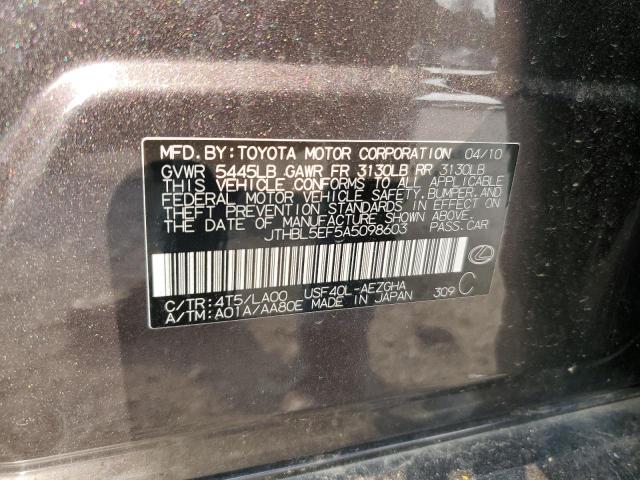 MFD. BY: TOYOTA MOTOR CORPORATION 04/10
GVWR 5445LB GAWR FR 3130LB RR 3130LB
THIS VEHICLE CONFORMS TO ALL APPLICABLE
FEDERAL MOTOR VEHICLE SAFETY, BUMPER, AND
THEFT PREVENTION STANDARDS IN EFFECT ON
THE DATE OF MANUFACTURE SHOWN ABOVE.
JTHBL5EF5A5098603 PASS. CAR
C/TR: 4T5/LA00 USF40L-AEZGHA
A/TM: A01A/AA80E MADE IN JAPAN 309 C